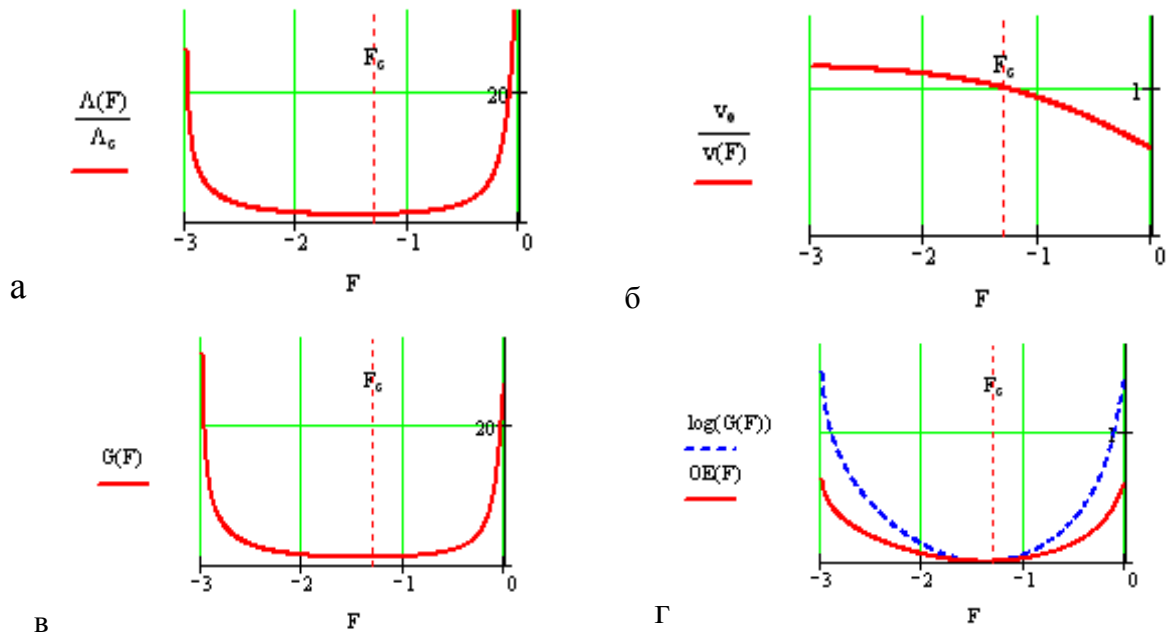 Λ(F)
Λ_G
F_G
20
-3 -2 -1 0
F
а
v_0
v(F)
F_G
1
-3 -2 -1 0
F
б
G(F)
F_G
20
-3 -2 -1 0
F
в
log(G(F))
OE(F)
F_G
1
-3 -2 -1 0
F
г